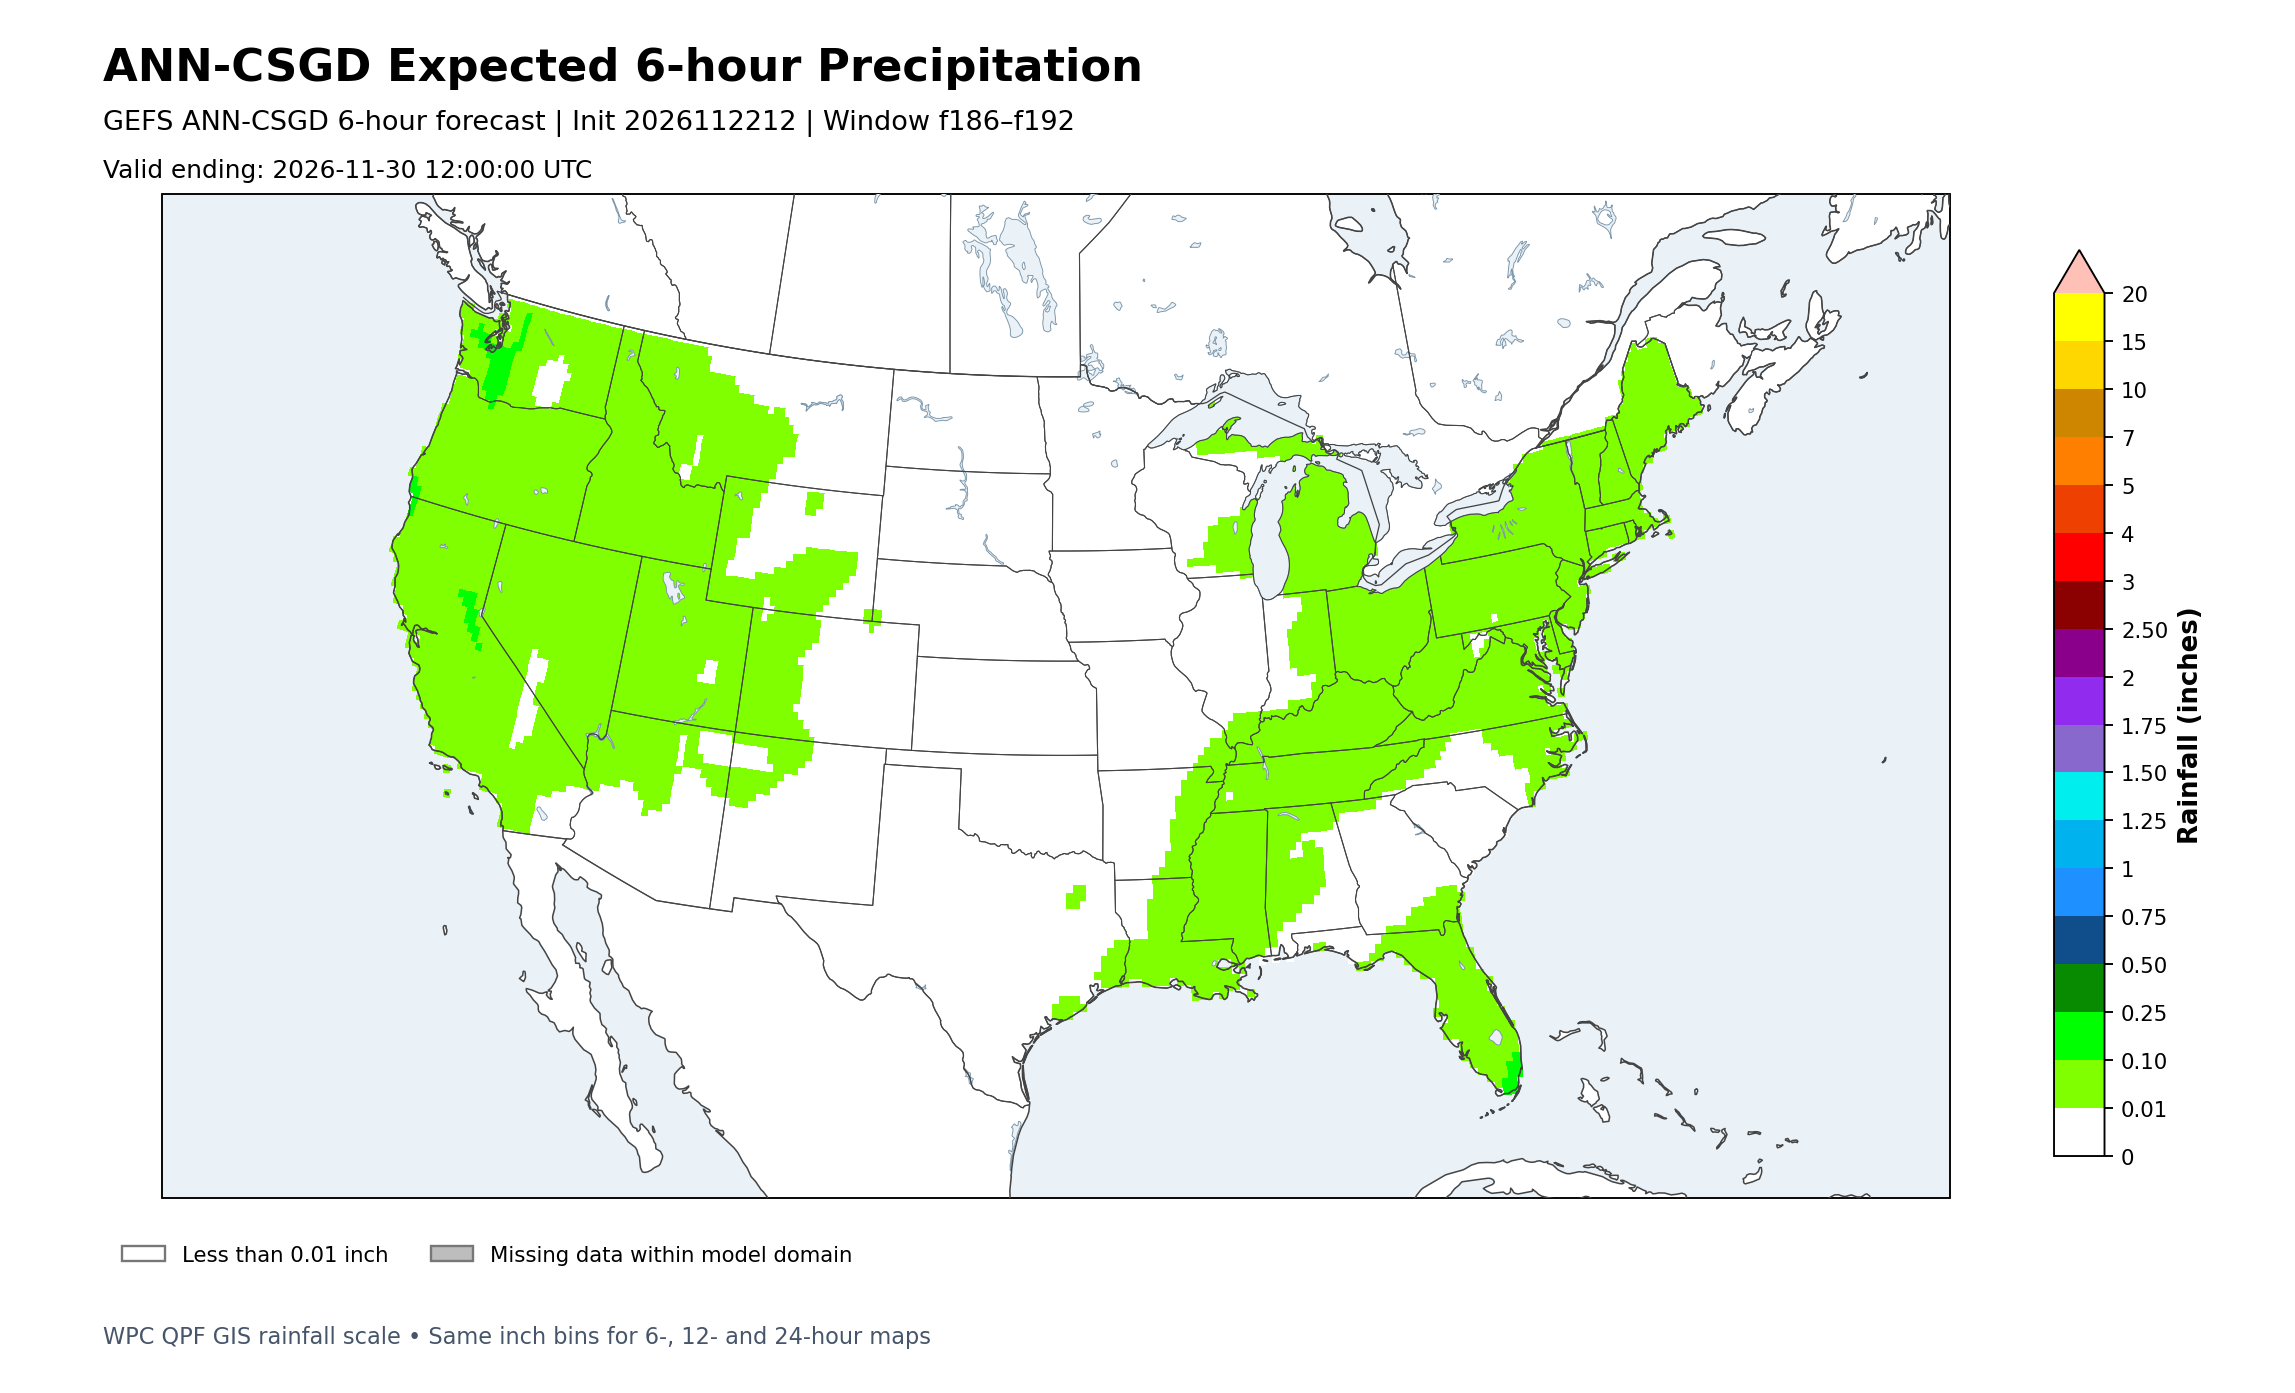 ANN-CSGD Expected 6-hour Precipitation
GEFS ANN-CSGD 6-hour forecast | Init 2026112212 | Window f186–f192
Valid ending: 2026-11-30 12:00:00 UTC
20
15
10
7
5
4
3
2.50
2
1.75
1.50
1.25
1
0.75
0.50
0.25
0.10
0.01
0
Rainfall (inches)
Less than 0.01 inch
Missing data within model domain
WPC QPF GIS rainfall scale • Same inch bins for 6-, 12- and 24-hour maps